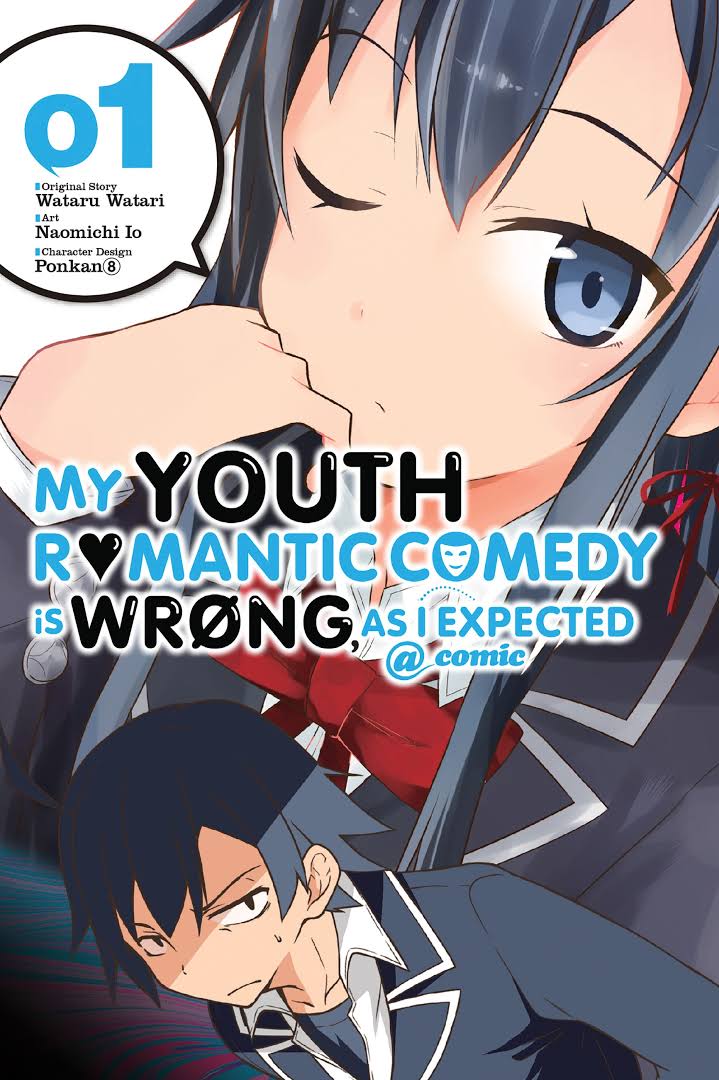 01
Original Story
Wataru Watari
Art
Naomichi Io
Character Design
Ponkan⑧
MY YOUTH
ROMANTIC COMEDY
iS WRØNG, AS I EXPECTED
@ comic